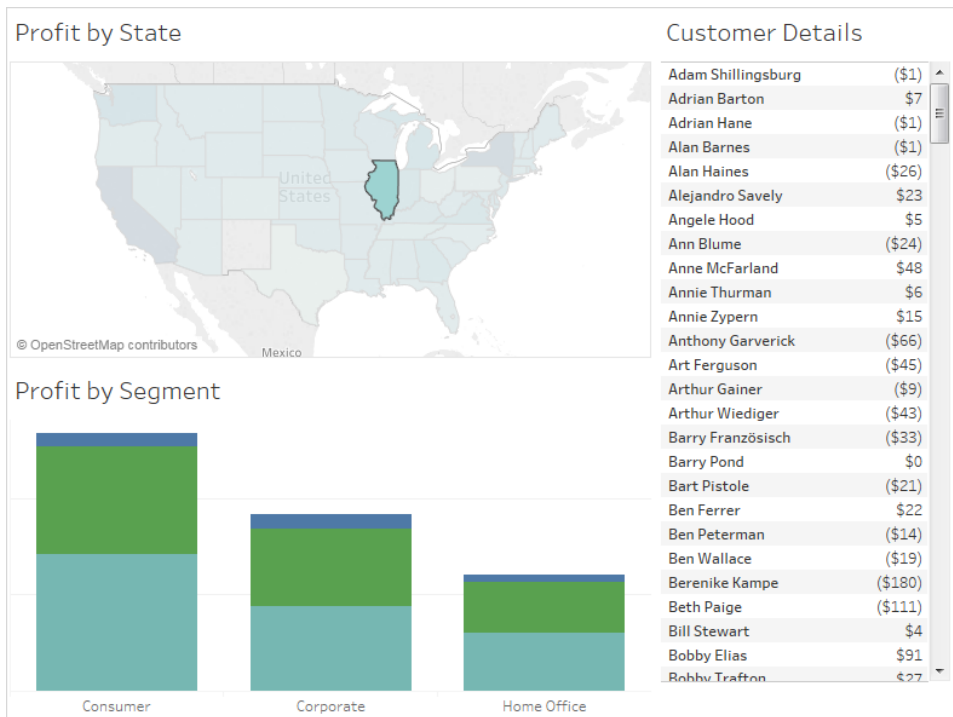 Profit by State
United
States
© OpenStreetMap contributors
Mexico
Profit by Segment
Consumer Corporate Home Office
Customer Details
Adam Shillingsburg ($1)
Adrian Barton $7
Adrian Hane ($1)
Alan Barnes ($1)
Alan Haines ($26)
Alejandro Savely $23
Angele Hood $5
Ann Blume ($24)
Anne McFarland $48
Annie Thurman $6
Annie Zypern $15
Anthony Garverick ($66)
Art Ferguson ($45)
Arthur Gainer ($9)
Arthur Wiediger ($43)
Barry Französisch ($33)
Barry Pond $0
Bart Pistole ($21)
Ben Ferrer $22
Ben Peterman ($14)
Ben Wallace ($19)
Berenike Kampe ($180)
Beth Paige ($111)
Bill Stewart $4
Bobby Elias $91
Bobby Trafton $27